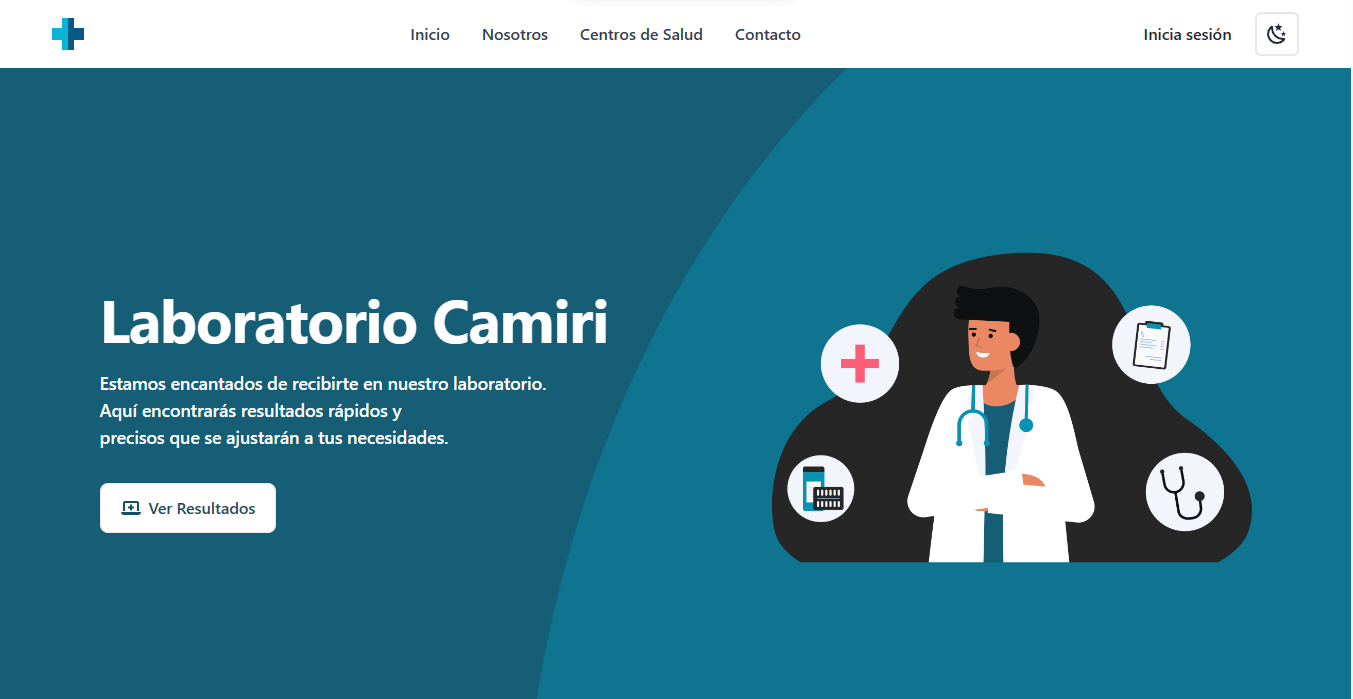 Inicio
Nosotros
Centros de Salud
Contacto
Inicia sesión
Laboratorio Camiri
Estamos encantados de recibirte en nuestro laboratorio.
Aquí encontrarás resultados rápidos y
precisos que se ajustarán a tus necesidades.
Ver Resultados